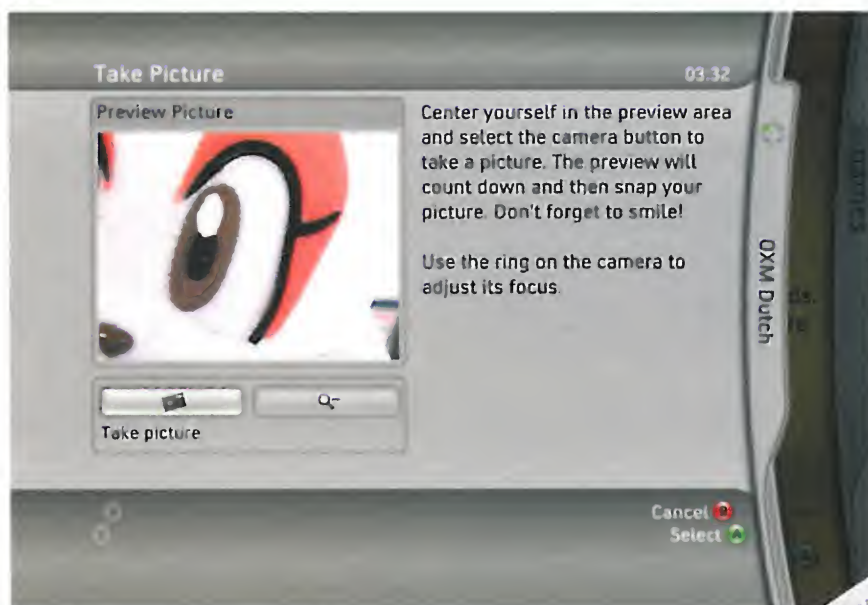 Take Picture
03:32
Preview Picture
Center yourself in the preview area
and select the camera button to
take a picture. The preview will
count down and then snap your
picture. Don't forget to smile!
Use the ring on the camera to
adjust its focus.
Take picture
Cancel B
Select A
OXM Dutch